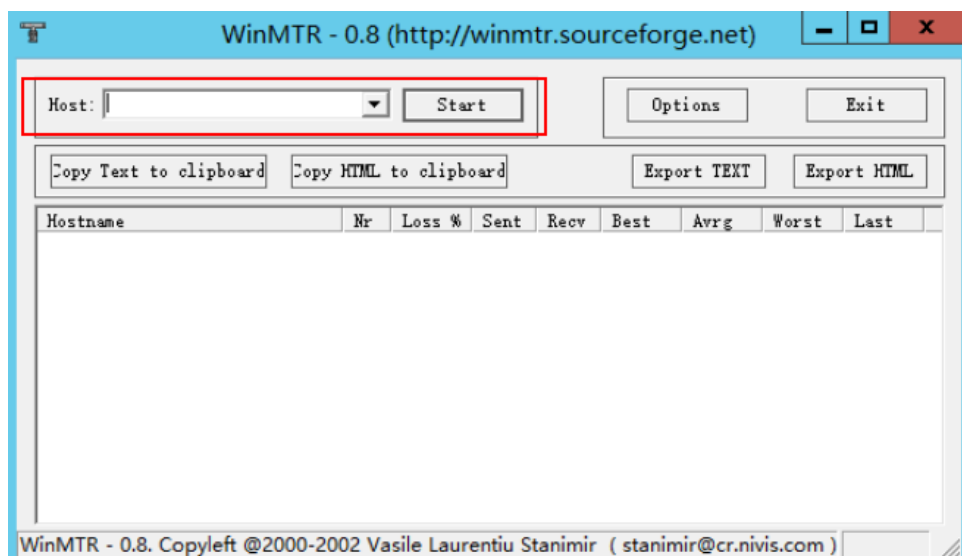 WinMTR - 0.8 (http://winmtr.sourceforge.net)
Host: Start Options Exit
Copy Text to clipboard Copy HTML to clipboard Export TEXT Export HTML
Hostname Nr Loss % Sent Recv Best Avrg Worst Last
WinMTR - 0.8. Copyleft @2000-2002 Vasile Laurentiu Stanimir ( stanimir@cr.nivis.com )